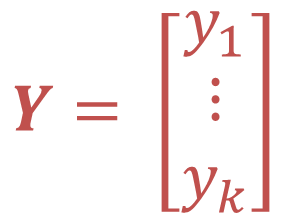 y₁
Y = ⋮
yₖ